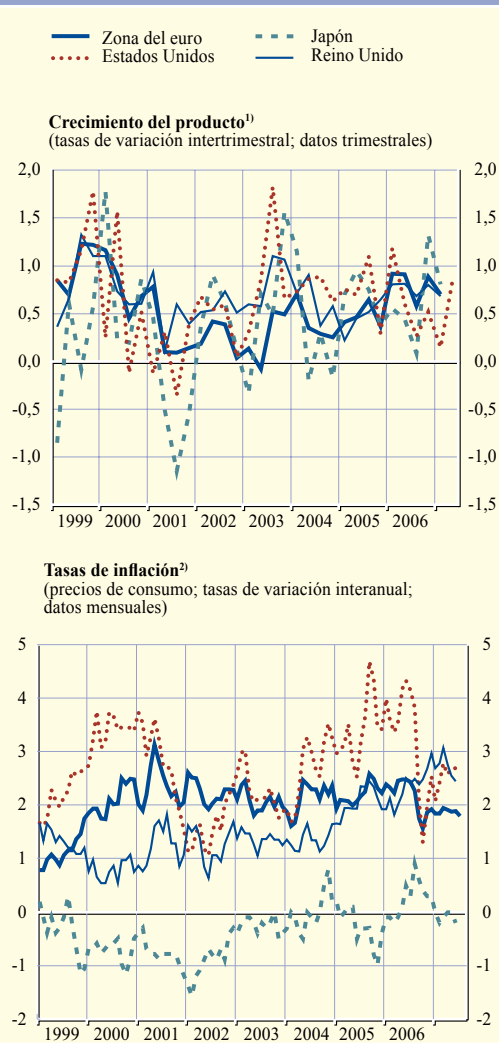 Zona del euro Japón
Estados Unidos Reino Unido
Crecimiento del producto1)
(tasas de variación intertrimestral; datos trimestrales)
2,0 2,0
1,5 1,5
1,0 1,0
0,5 0,5
0,0 0,0
-0,5 -0,5
-1,0 -1,0
-1,5 -1,5
1999 2000 2001 2002 2003 2004 2005 2006
Tasas de inflación2)
(precios de consumo; tasas de variación interanual;
datos mensuales)
5 5
4 4
3 3
2 2
1 1
0 0
-1 -1
-2 -2
1999 2000 2001 2002 2003 2004 2005 2006